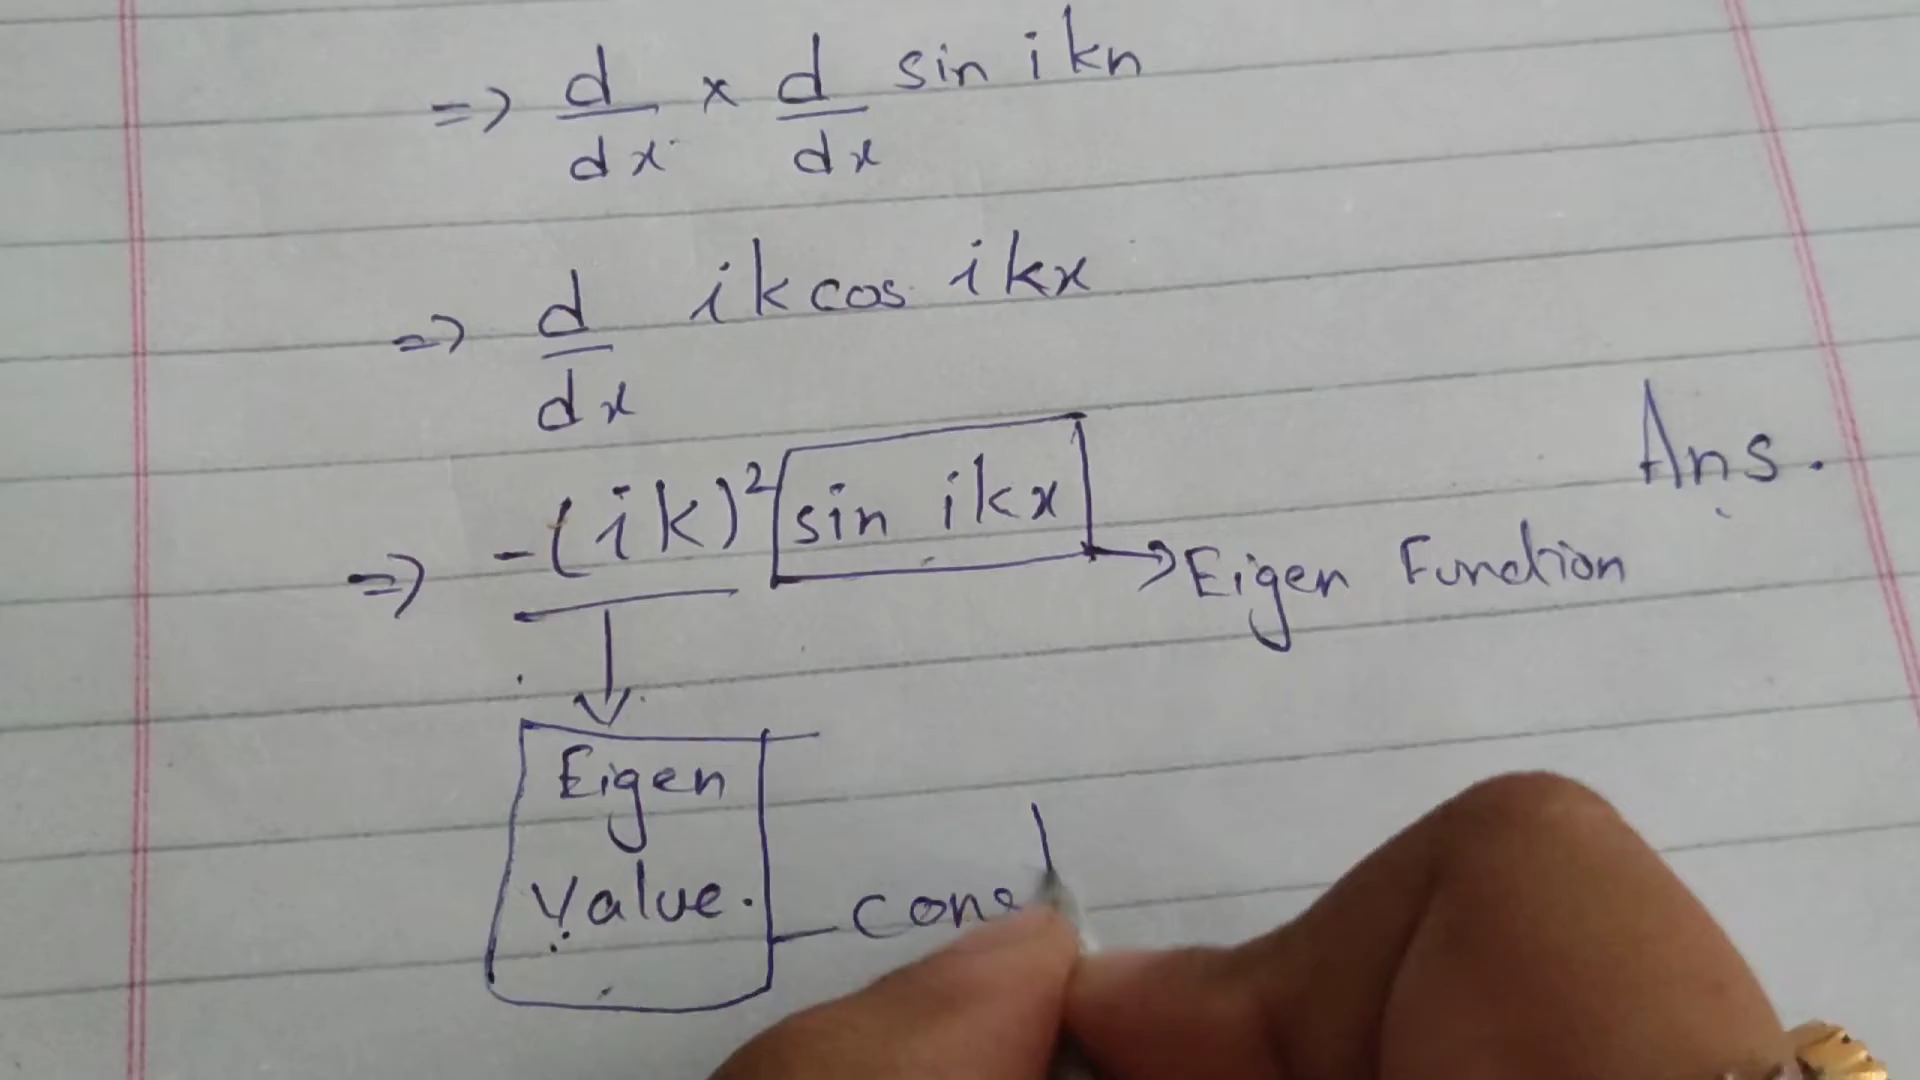 => d/dx × d/dx sin ikn
=> d/dx ik cos ikx
=> -(ik)² sin ikx
Ans.
Eigen Function
Eigen
Value.